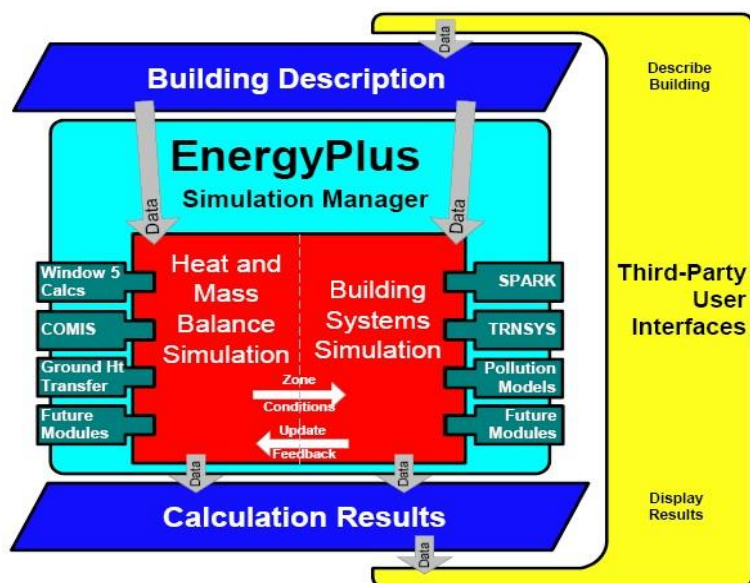 Data
Building Description
Describe
Building
EnergyPlus
Simulation Manager
Data
Data
Window 5
Calcs
COMIS
Ground Ht
Transfer
Future
Modules
Heat and
Mass
Balance
Simulation
Building
Systems
Simulation
Zone
Conditions
Update
Feedback
SPARK
TRNSYS
Pollution
Models
Future
Modules
Third-Party
User
Interfaces
Data
Data
Calculation Results
Display
Results
Data